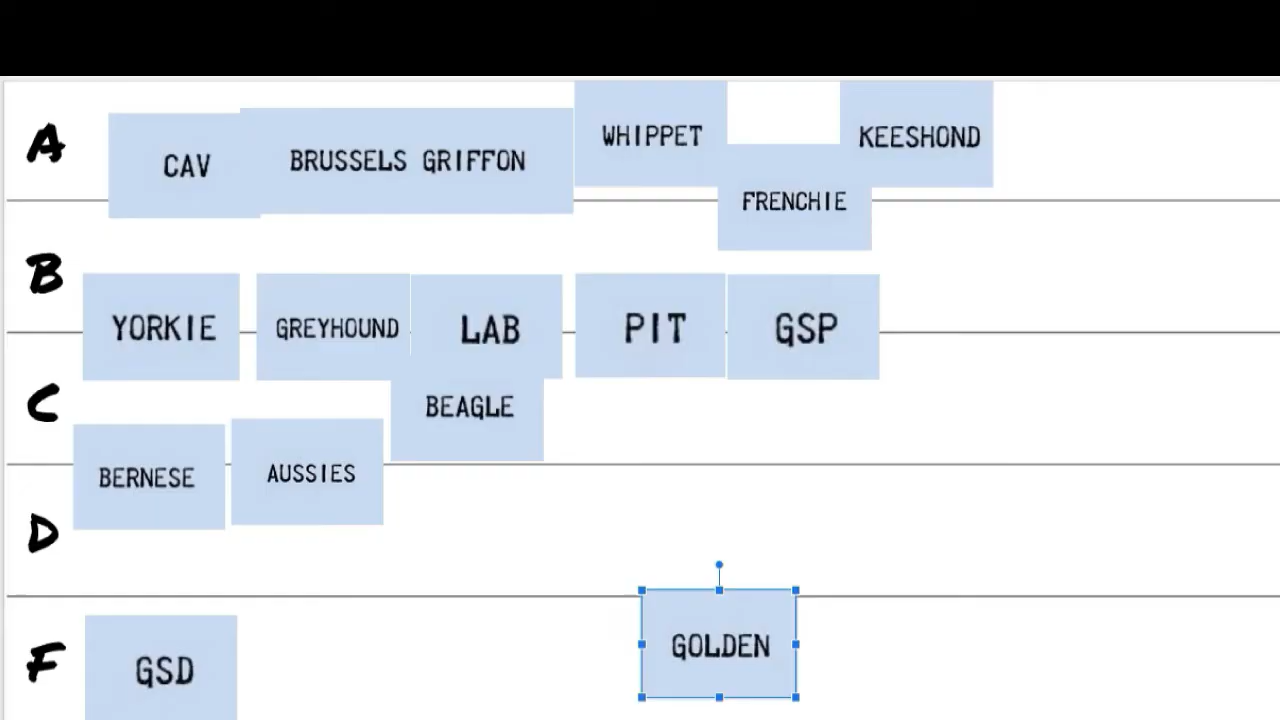 A
CAV
BRUSSELS GRIFFON
WHIPPET
KEESHOND
FRENCHIE
B
YORKIE
GREYHOUND
LAB
PIT
GSP
C
BEAGLE
BERNESE
AUSSIES
D
GOLDEN
F
GSD